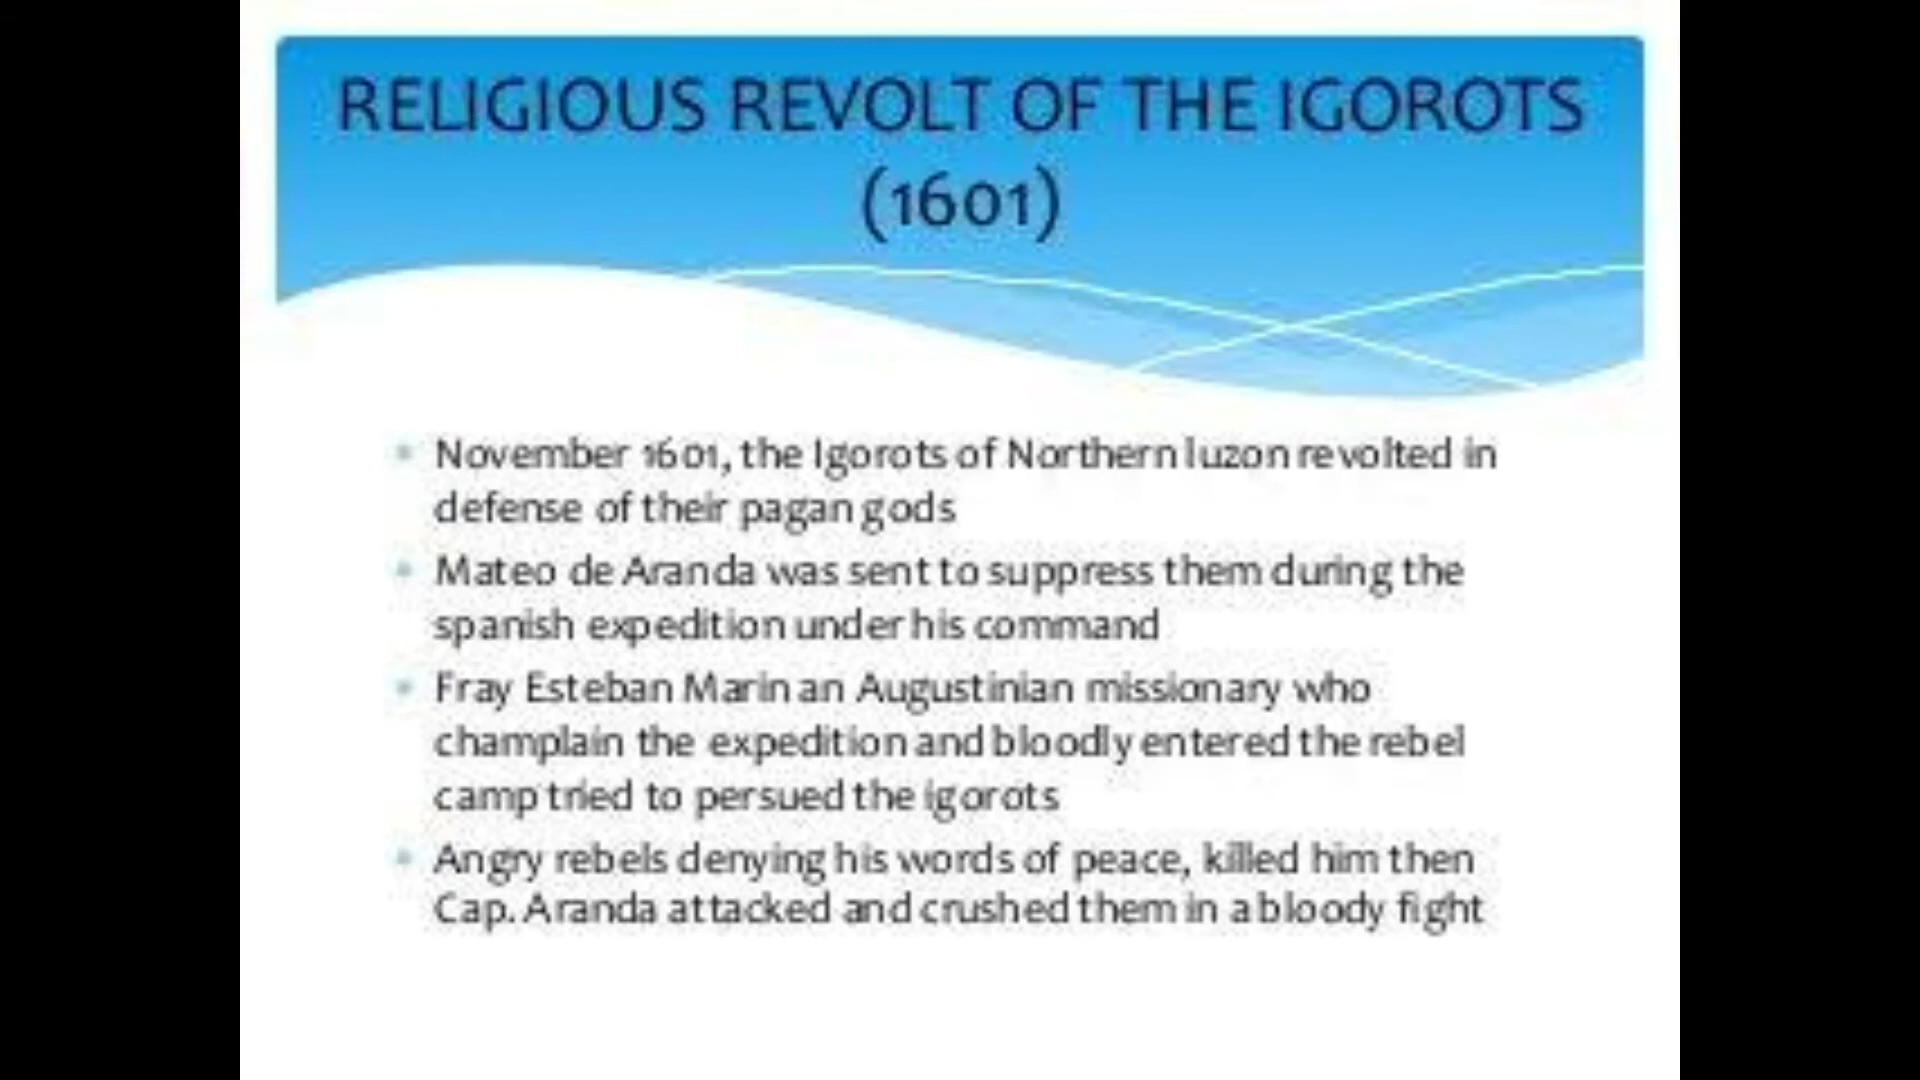 RELIGIOUS REVOLT OF THE IGOROTS
(1601)
November 1601, the Igorots of Northern luzon revolted in
defense of their pagan gods
Mateo de Aranda was sent to suppress them during the
spanish expedition under his command
Fray Esteban Marin an Augustinian missionary who
champlain the expedition and bloodly entered the rebel
camp tried to persued the igorots
Angry rebels denying his words of peace, killed him then
Cap. Aranda attacked and crushed them in a bloody fight